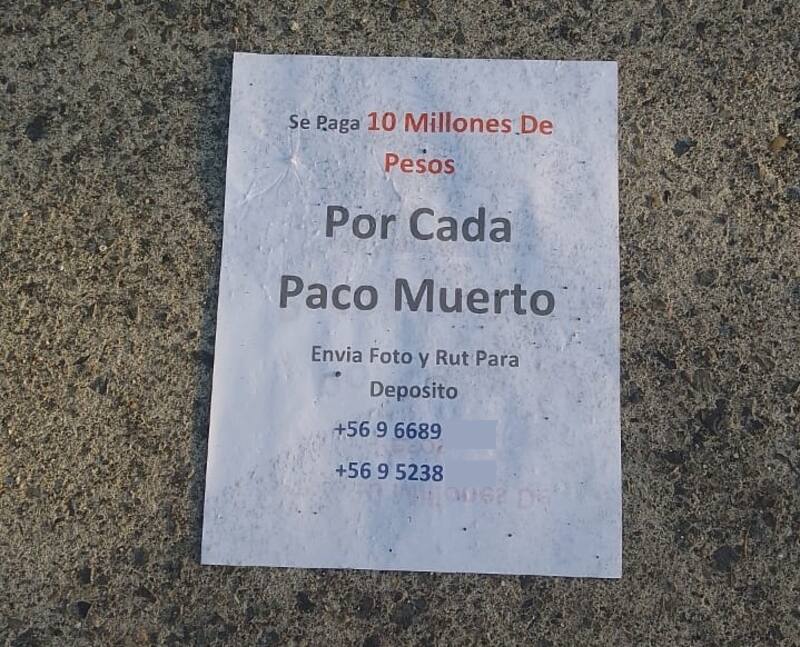 Se Paga 10 Millones De
Pesos
Por Cada
Paco Muerto
Envia Foto y Rut Para
Deposito
+56 9 6689
+56 9 5238